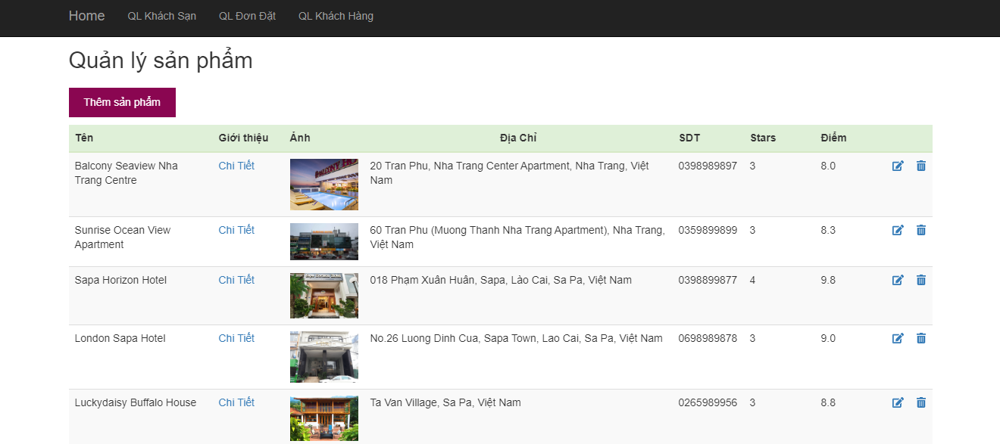 Home QL Khách Sạn QL Đơn Đặt QL Khách Hàng
Quản lý sản phẩm
Thêm sản phẩm
Tên Giới thiệu Ảnh Địa Chỉ SDT Stars Điểm
Balcony Seaview Nha Chi Tiết 20 Tran Phu, Nha Trang Center Apartment, Nha Trang, Việt 0398989897 3 8.0
Trang Centre Nam
Sunrise Ocean View Chi Tiết 60 Tran Phu (Muong Thanh Nha Trang Apartment), Nha Trang, 0359899899 3 8.3
Apartment Việt Nam
Sapa Horizon Hotel Chi Tiết 018 Phạm Xuân Huân, Sapa, Lào Cai, Sa Pa, Việt Nam 0398899877 4 9.8
London Sapa Hotel Chi Tiết No.26 Luong Dinh Cua, Sapa Town, Lao Cai, Sa Pa, Việt Nam 0698989878 3 9.0
Luckydaisy Buffalo House Chi Tiết Ta Van Village, Sa Pa, Việt Nam 0265989956 3 8.8